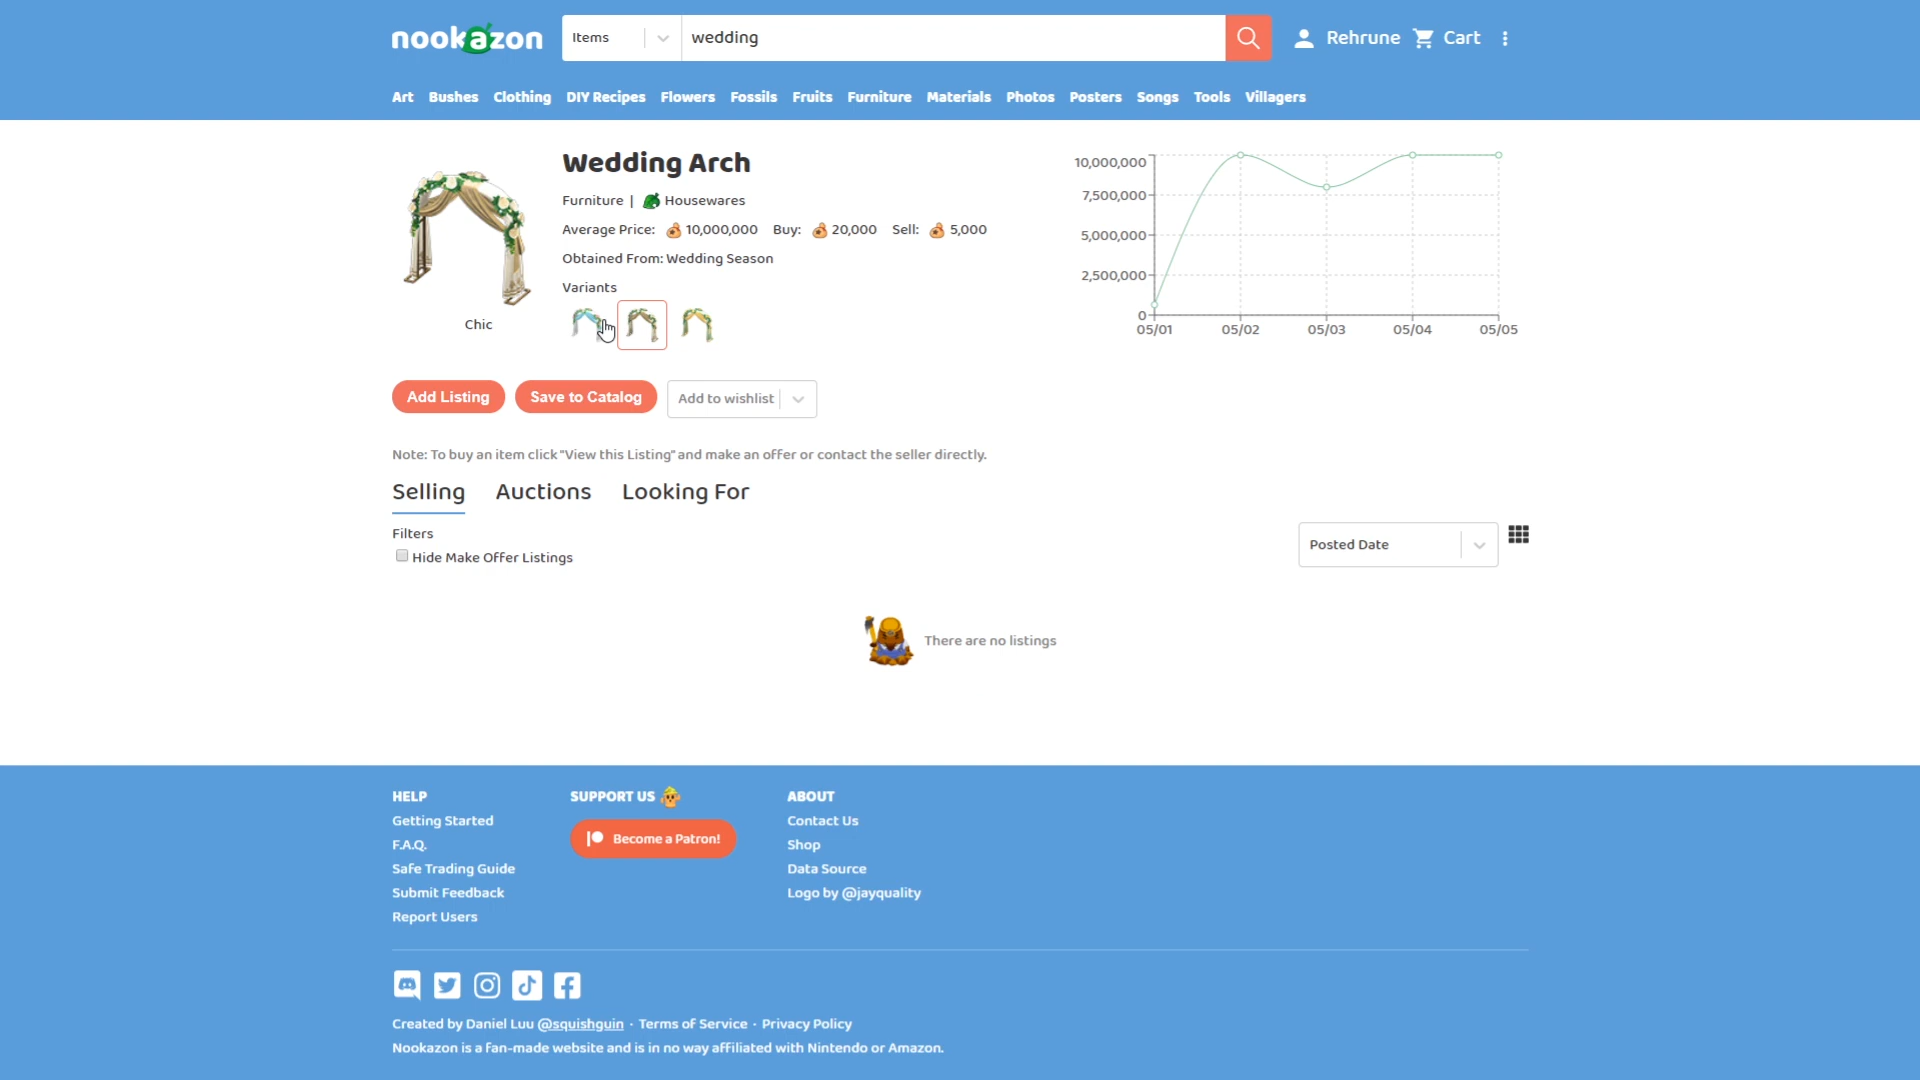 nookazon
Items
wedding
Rehrune
Cart
Art Bushes Clothing DIY Recipes Flowers Fossils Fruits Furniture Materials Photos Posters Songs Tools Villagers
Wedding Arch
Furniture | Housewares
Average Price: 10,000,000 Buy: 20,000 Sell: 5,000
Obtained From: Wedding Season
Variants
Chic
10,000,000
7,500,000
5,000,000
2,500,000
0
05/01 05/02 05/03 05/04 05/05
Add Listing
Save to Catalog
Add to wishlist
Note: To buy an item click "View this Listing" and make an offer or contact the seller directly.
Selling Auctions Looking For
Filters
Hide Make Offer Listings
Posted Date
There are no listings
HELP
Getting Started
F.A.Q.
Safe Trading Guide
Submit Feedback
Report Users
SUPPORT US
Become a Patron!
ABOUT
Contact Us
Shop
Data Source
Logo by @jayquality
Created by Daniel Luu @squishguin · Terms of Service · Privacy Policy
Nookazon is a fan-made website and is in no way affiliated with Nintendo or Amazon.